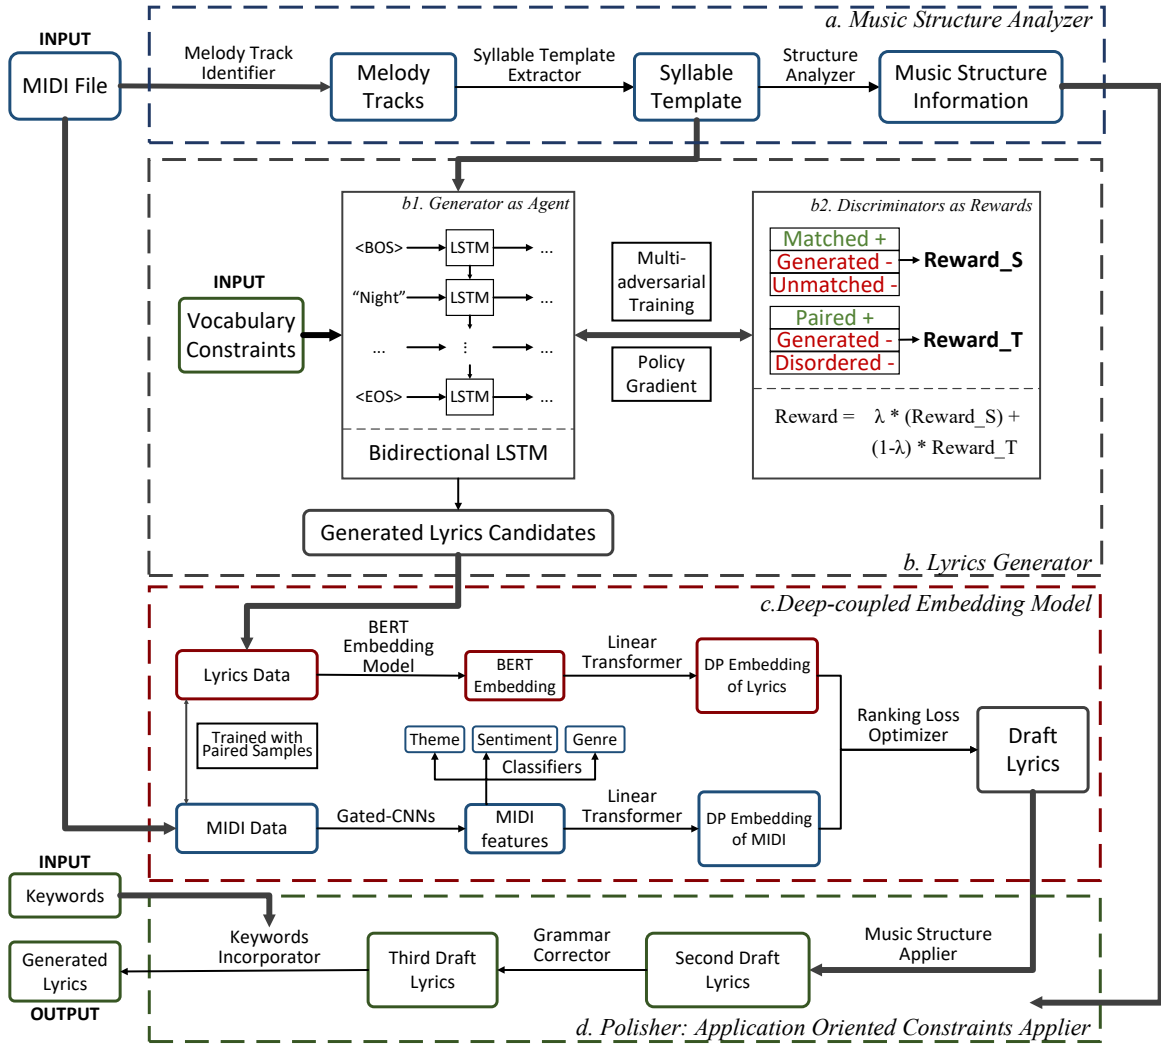 a. Music Structure Analyzer
INPUT
MIDI File
Melody Track
Identifier
Melody
Tracks
Syllable Template
Extractor
Syllable
Template
Structure
Analyzer
Music Structure
Information
b1. Generator as Agent
<BOS>
LSTM
...
"Night"
LSTM
...
...
⋮
...
<EOS>
LSTM
...
Bidirectional LSTM
INPUT
Vocabulary
Constraints
Multi-
adversarial
Training
Policy
Gradient
b2. Discriminators as Rewards
Matched +
Generated -
Unmatched -
Reward_S
Paired +
Generated -
Disordered -
Reward_T
Reward = λ * (Reward_S) +
(1-λ) * Reward_T
Generated Lyrics Candidates
b. Lyrics Generator
c.Deep-coupled Embedding Model
Lyrics Data
BERT
Embedding
Model
BERT
Embedding
Linear
Transformer
DP Embedding
of Lyrics
Trained with
Paired Samples
Theme
Sentiment
Genre
Classifiers
Ranking Loss
Optimizer
Draft
Lyrics
MIDI Data
Gated-CNNs
MIDI
features
Linear
Transformer
DP Embedding
of MIDI
INPUT
Keywords
Keywords
Incorporator
Generated
Lyrics
OUTPUT
Third Draft
Lyrics
Grammar
Corrector
Second Draft
Lyrics
Music Structure
Applier
d. Polisher: Application Oriented Constraints Applier